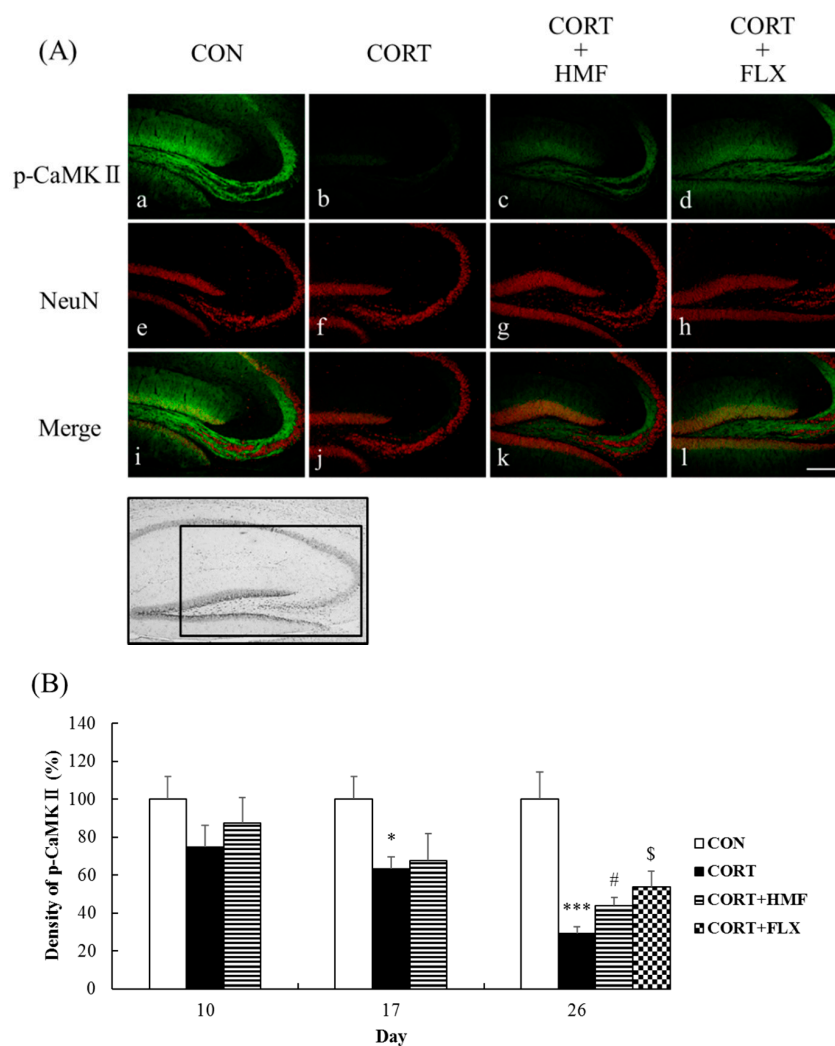 (A)
CON
CORT
CORT
+
HMF
CORT
+
FLX
p-CaMK Ⅱ
a
b
c
d
NeuN
e
f
g
h
Merge
i
j
k
l
(B)
Density of p-CaMK Ⅱ (%)
140
120
100
80
60
40
20
0
*
***
#
$
10
17
26
Day
CON
CORT
CORT+HMF
CORT+FLX